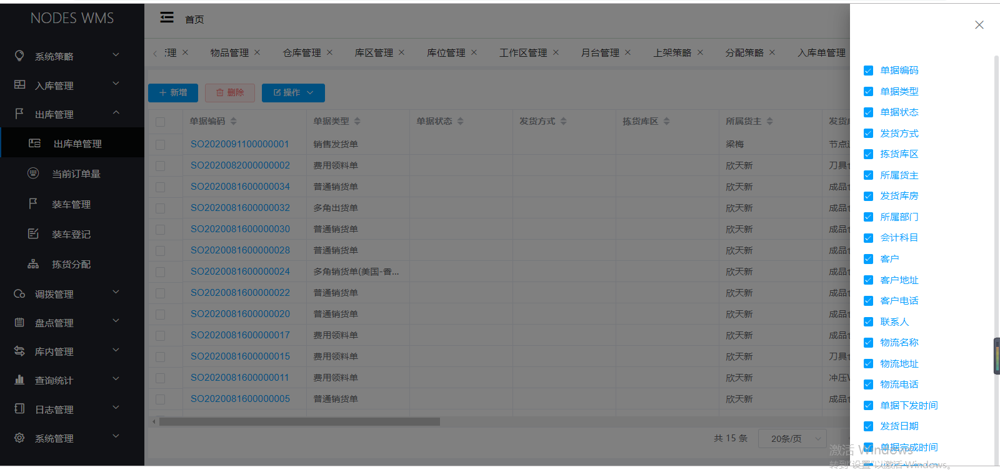 NODES WMS
首页
管理
物品管理
仓库管理
库区管理
库位管理
工作区管理
月台管理
上架策略
分配策略
入库单管理
系统策略
入库管理
出库管理
出库单管理
当前订单量
装车管理
装车登记
拣货分配
调拨管理
盘点管理
库内管理
查询统计
日志管理
系统管理
新增
删除
操作
单据编码 单据类型 单据状态 发货方式 拣货库区 所属货主 发货
SO2020091100000001 销售发货单 梁梅 节点
SO2020082000000002 费用领料单 欣天新 刀具
SO2020081600000034 普通销货单 欣天新 成品
SO2020081600000032 多角出货单 欣天新 成品
SO2020081600000030 普通销货单 欣天新 成品
SO2020081600000028 普通销货单 欣天新 成品
SO2020081600000024 多角销货单(美国-香... 欣天新 成品
SO2020081600000022 普通销货单 欣天新 成品
SO2020081600000020 普通销货单 欣天新 成品
SO2020081600000017 费用领料单 欣天新 成品
SO2020081600000015 费用领料单 欣天新 刀具
SO2020081600000011 费用领料单 欣天新 冲压
SO2020081600000005 普通销货单 欣天新 成品
共 15 条
20条/页
单据编码
单据类型
单据状态
发货方式
拣货库区
所属货主
发货库房
所属部门
会计科目
客户
客户地址
客户电话
联系人
物流名称
物流地址
物流电话
单据下发时间
发货日期
单据完成时间
激活 Windows
转到"设置"以激活 Windows。